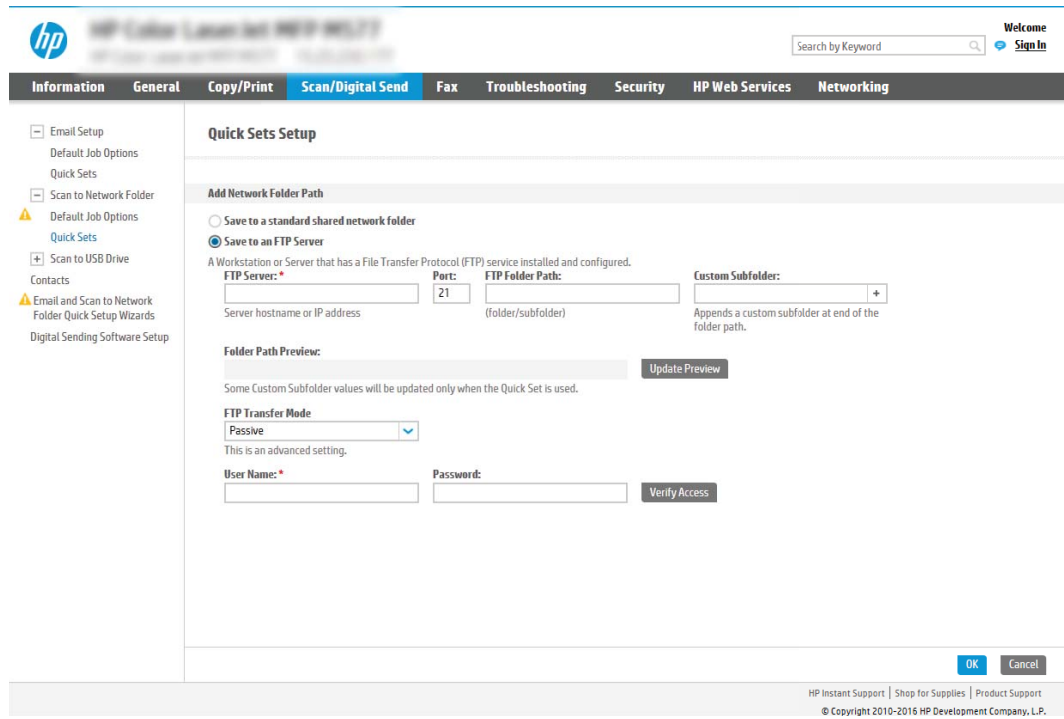 hp
Welcome
Search by Keyword
Sign In
Information General Copy/Print Scan/Digital Send Fax Troubleshooting Security HP Web Services Networking
Email Setup
Default Job Options
Quick Sets
Scan to Network Folder
Default Job Options
Quick Sets
Scan to USB Drive
Contacts
Email and Scan to Network
Folder Quick Setup Wizards
Digital Sending Software Setup
Quick Sets Setup
Add Network Folder Path
Save to a standard shared network folder
Save to an FTP Server
A Workstation or Server that has a File Transfer Protocol (FTP) service installed and configured.
FTP Server:* Port: FTP Folder Path: Custom Subfolder:
21 +
Server hostname or IP address (folder/subfolder) Appends a custom subfolder at end of the
folder path.
Folder Path Preview:
Update Preview
Some Custom Subfolder values will be updated only when the Quick Set is used.
FTP Transfer Mode
Passive
This is an advanced setting.
User Name:* Password:
Verify Access
OK Cancel
HP Instant Support | Shop for Supplies | Product Support
© Copyright 2010-2016 HP Development Company, L.P.